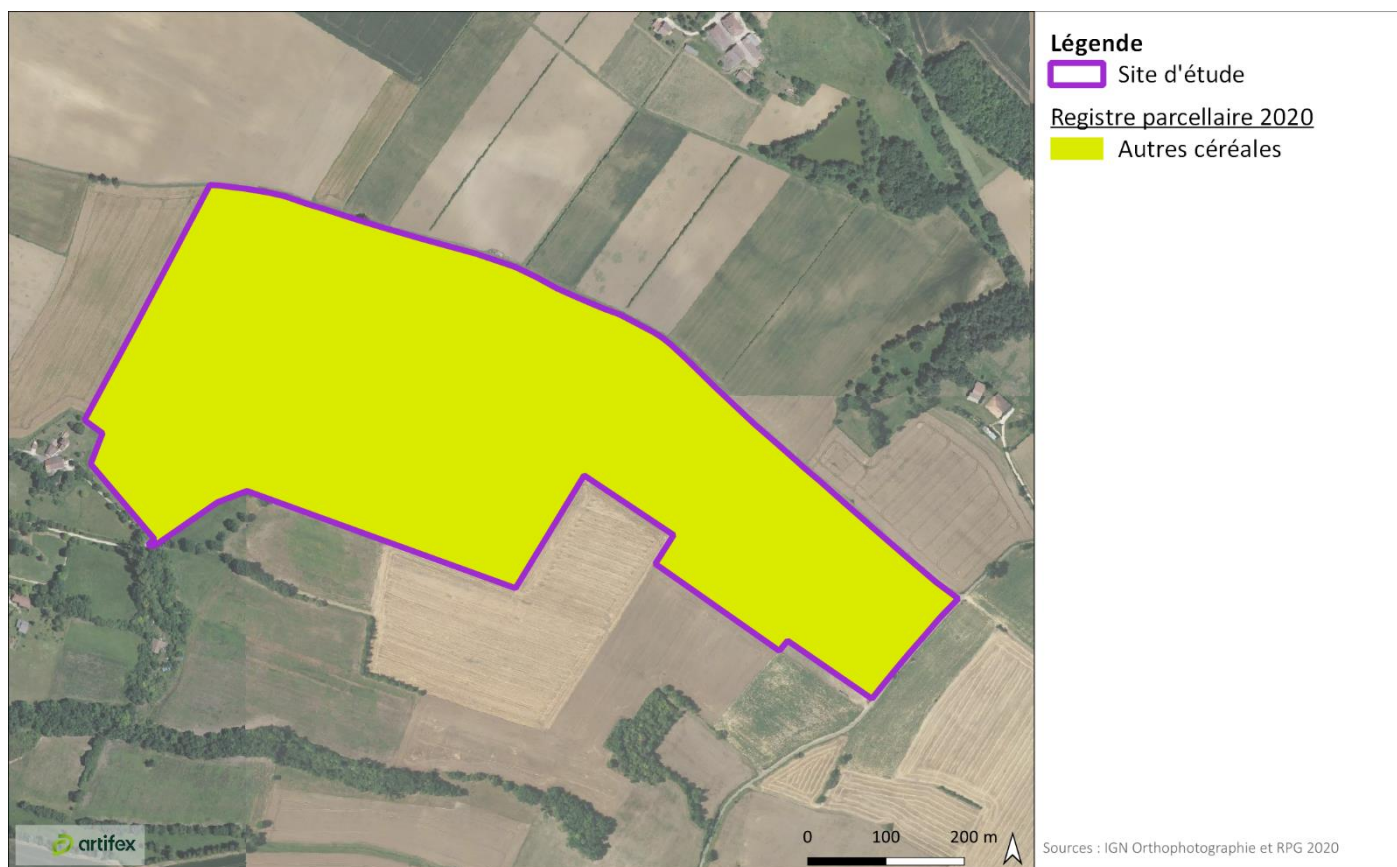 Légende
Site d'étude
Registre parcellaire 2020
Autres céréales
artifex
0 100 200 m
Sources : IGN Orthophotographie et RPG 2020